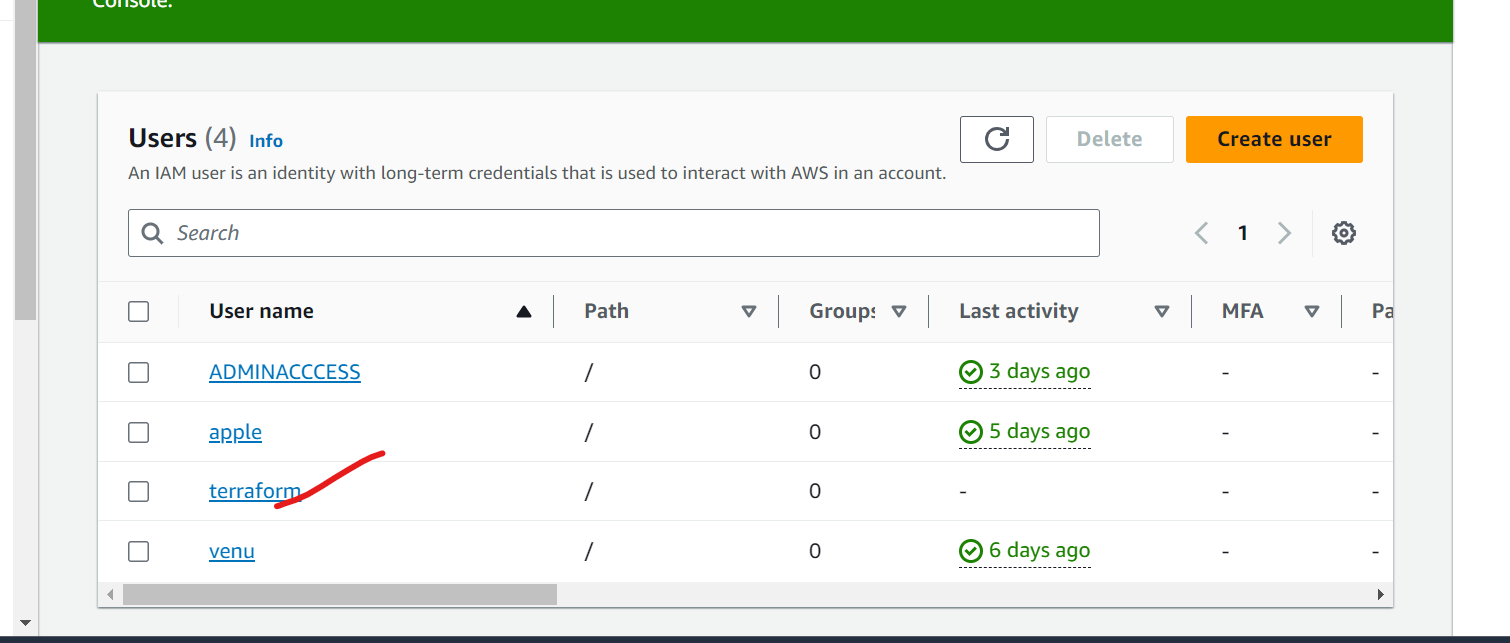 Console.
Users (4) Info
Delete
Create user
An IAM user is an identity with long-term credentials that is used to interact with AWS in an account.
Search
1
User name Path Groups Last activity MFA Pa
ADMINACCCESS / 0 3 days ago - -
apple / 0 5 days ago - -
terraform / 0 - - -
venu / 0 6 days ago - -